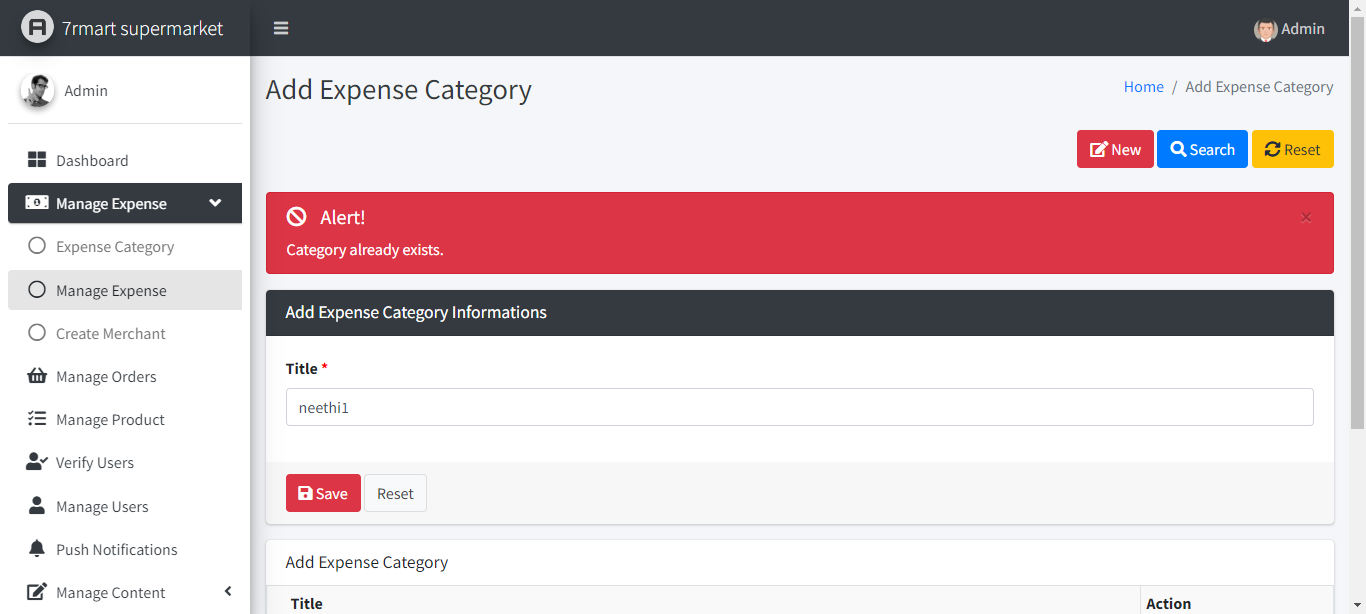 7rmart supermarket
Admin
Admin
Add Expense Category
Home / Add Expense Category
New
Search
Reset
Dashboard
Manage Expense
Expense Category
Manage Expense
Create Merchant
Manage Orders
Manage Product
Verify Users
Manage Users
Push Notifications
Manage Content
Alert!
×
Category already exists.
Add Expense Category Informations
Title *
neethi1
Save
Reset
Add Expense Category
Title
Action